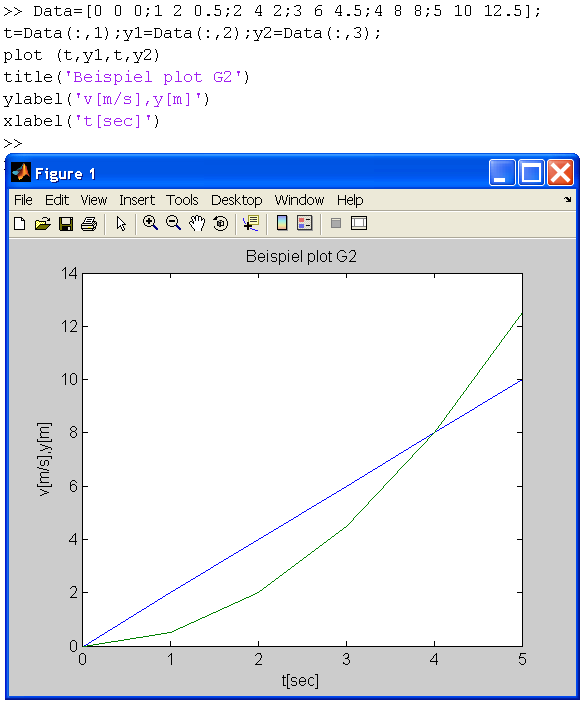 >> Data=[0 0 0;1 2 0.5;2 4 2;3 6 4.5;4 8 8;5 10 12.5];
t=Data(:,1);y1=Data(:,2);y2=Data(:,3);
plot (t,y1,t,y2)
title('Beispiel plot G2')
ylabel('v[m/s],y[m]')
xlabel('t[sec]')
>>
Figure 1
File Edit View Insert Tools Desktop Window Help
Beispiel plot G2
14
12
10
8
6
4
2
0
v[m/s],y[m]
0 1 2 3 4 5
t[sec]